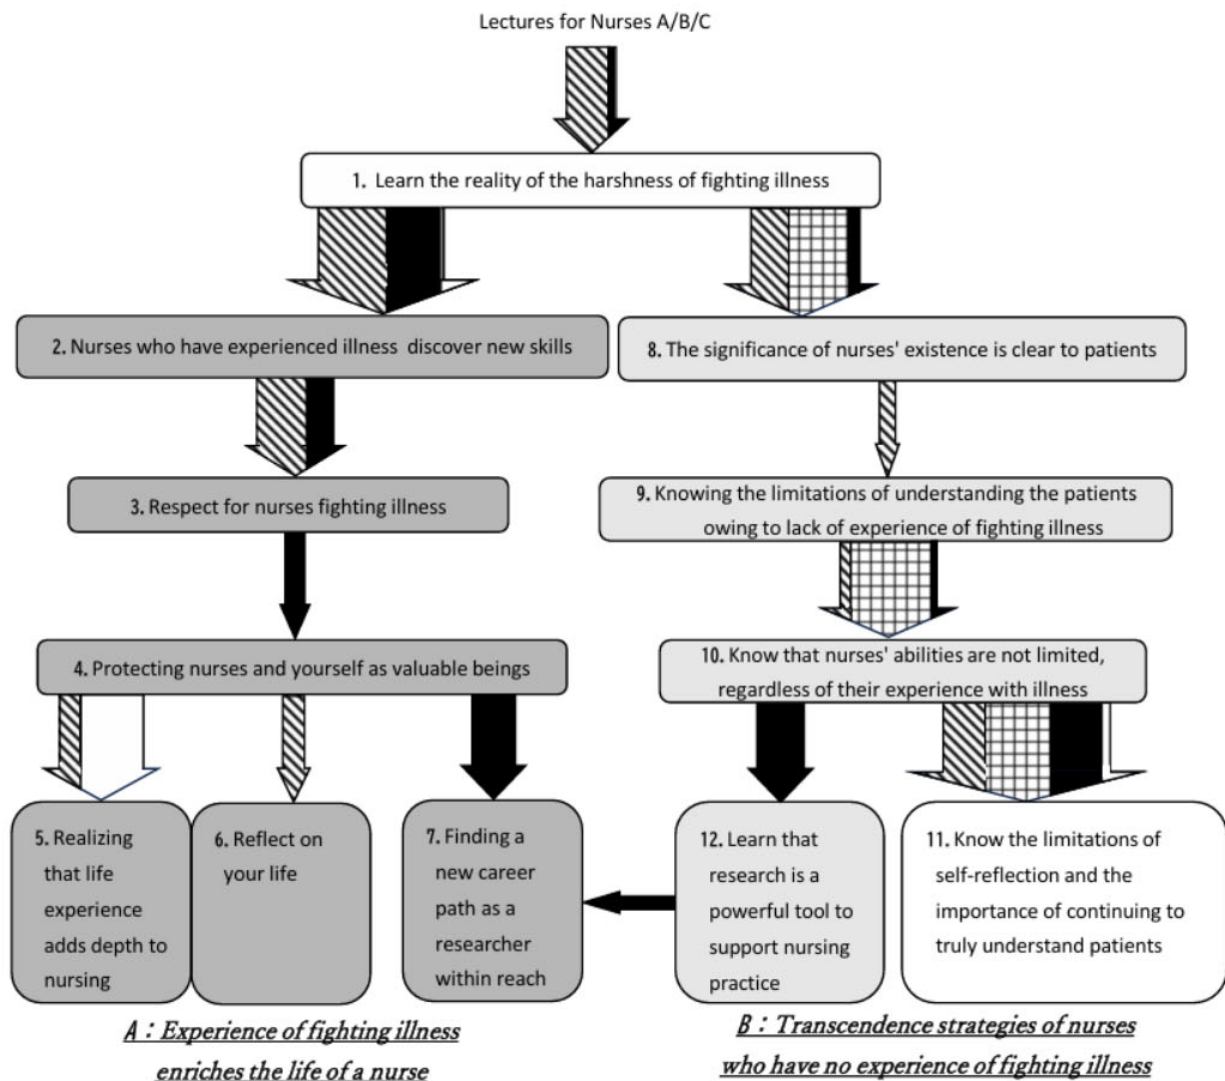 Lectures for Nurses A/B/C
1. Learn the reality of the harshness of fighting illness
2. Nurses who have experienced illness discover new skills
8. The significance of nurses' existence is clear to patients
3. Respect for nurses fighting illness
9. Knowing the limitations of understanding the patients
owing to lack of experience of fighting illness
4. Protecting nurses and yourself as valuable beings
10. Know that nurses' abilities are not limited,
regardless of their experience with illness
5. Realizing
that life
experience
adds depth to
nursing
6. Reflect on
your life
7. Finding a
new career
path as a
researcher
within reach
12. Learn that
research is a
powerful tool to
support nursing
practice
11. Know the limitations of
self-reflection and the
importance of continuing to
truly understand patients
A：Experience of fighting illness
enriches the life of a nurse
B：Transcendence strategies of nurses
who have no experience of fighting illness